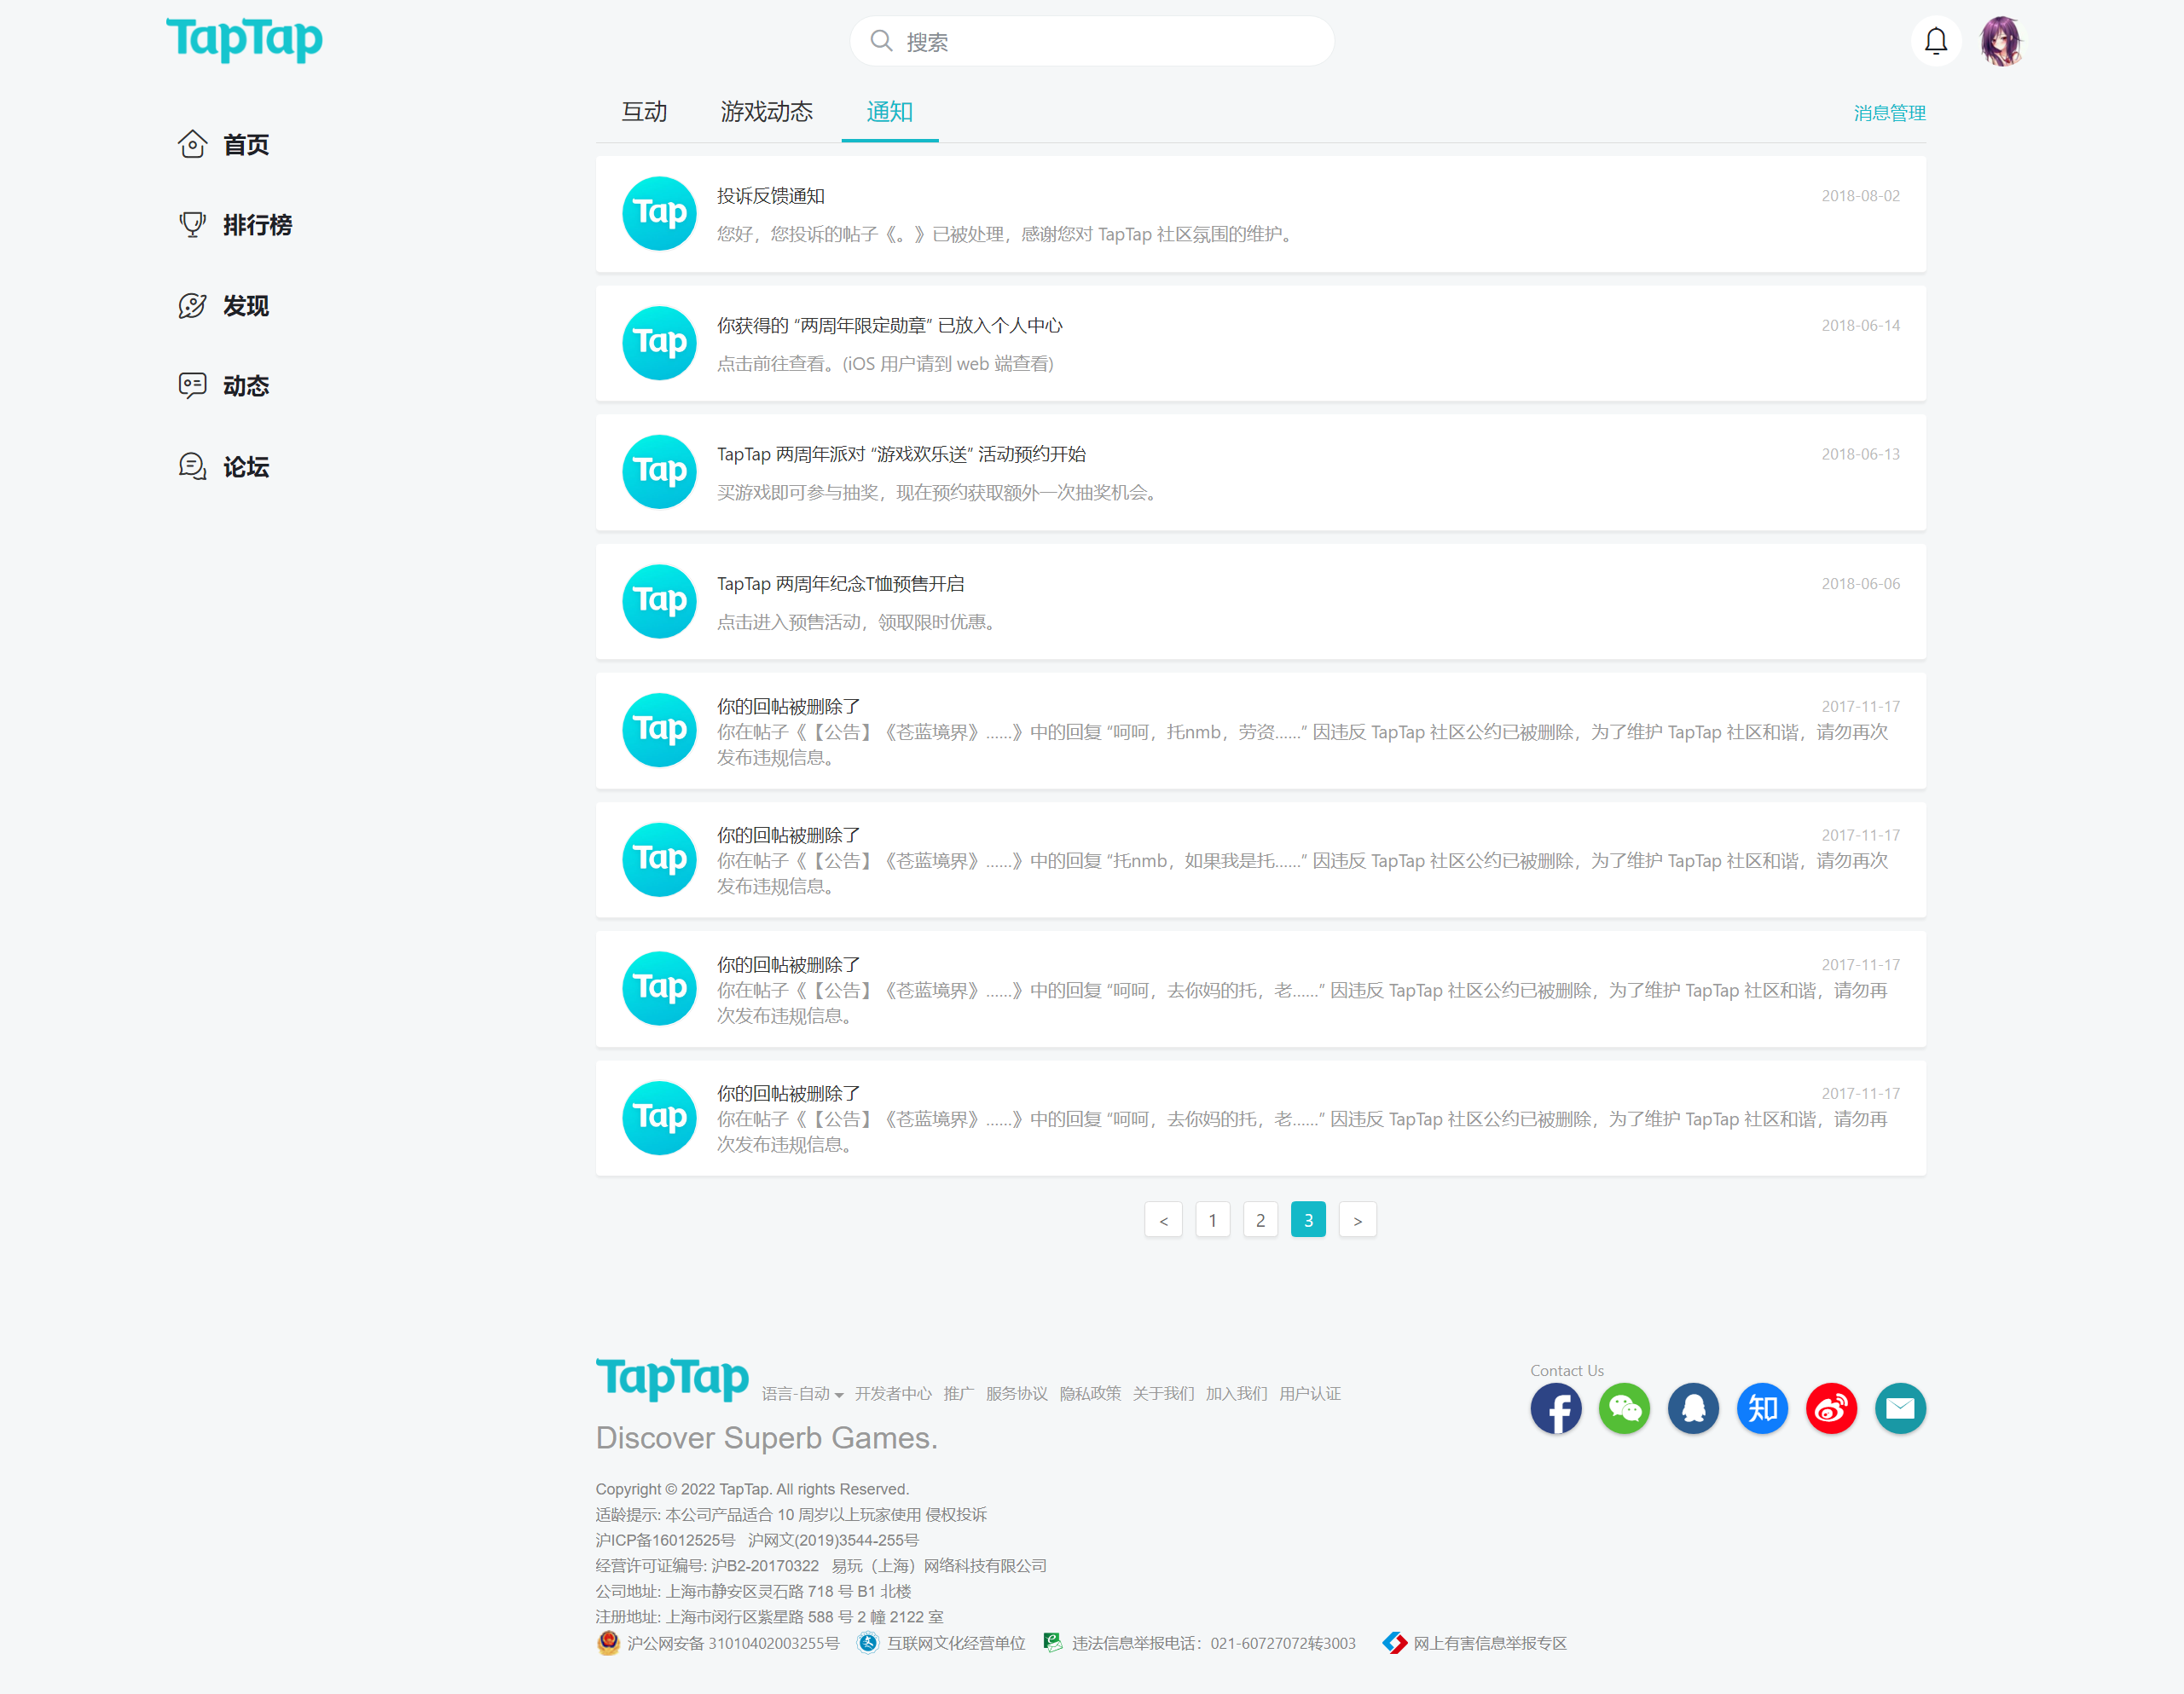 TapTap
搜索
首页
排行榜
发现
动态
论坛
互动 游戏动态 通知 消息管理
Tap
投诉反馈通知 2018-08-02
您好，您投诉的帖子《。》已被处理，感谢您对 TapTap 社区氛围的维护。
Tap
你获得的 “两周年限定勋章” 已放入个人中心 2018-06-14
点击前往查看。(iOS 用户请到 web 端查看)
Tap
TapTap 两周年派对 “游戏欢乐送” 活动预约开始 2018-06-13
买游戏即可参与抽奖，现在预约获取额外一次抽奖机会。
Tap
TapTap 两周年纪念T恤预售开启 2018-06-06
点击进入预售活动，领取限时优惠。
Tap
你的回帖被删除了 2017-11-17
你在帖子《【公告】《苍蓝境界》......》中的回复 “呵呵，托nmb，劳资......” 因违反 TapTap 社区公约已被删除，为了维护 TapTap 社区和谐，请勿再次
发布违规信息。
Tap
你的回帖被删除了 2017-11-17
你在帖子《【公告】《苍蓝境界》......》中的回复 “托nmb，如果我是托......” 因违反 TapTap 社区公约已被删除，为了维护 TapTap 社区和谐，请勿再次
发布违规信息。
Tap
你的回帖被删除了 2017-11-17
你在帖子《【公告】《苍蓝境界》......》中的回复 “呵呵，去你妈的托，老......” 因违反 TapTap 社区公约已被删除，为了维护 TapTap 社区和谐，请勿再
次发布违规信息。
Tap
你的回帖被删除了 2017-11-17
你在帖子《【公告】《苍蓝境界》......》中的回复 “呵呵，去你妈的托，老......” 因违反 TapTap 社区公约已被删除，为了维护 TapTap 社区和谐，请勿再
次发布违规信息。
< 1 2 3 >
TapTap 语言-自动 开发者中心 推广 服务协议 隐私政策 关于我们 加入我们 用户认证
Contact Us
知
Discover Superb Games.
Copyright © 2022 TapTap. All rights Reserved.
适龄提示: 本公司产品适合 10 周岁以上玩家使用 侵权投诉
沪ICP备16012525号 沪网文(2019)3544-255号
经营许可证编号: 沪B2-20170322 易玩（上海）网络科技有限公司
公司地址: 上海市静安区灵石路 718 号 B1 北楼
注册地址: 上海市闵行区紫星路 588 号 2 幢 2122 室
沪公网安备 31010402003255号 互联网文化经营单位 违法信息举报电话：021-60727072转3003 网上有害信息举报专区